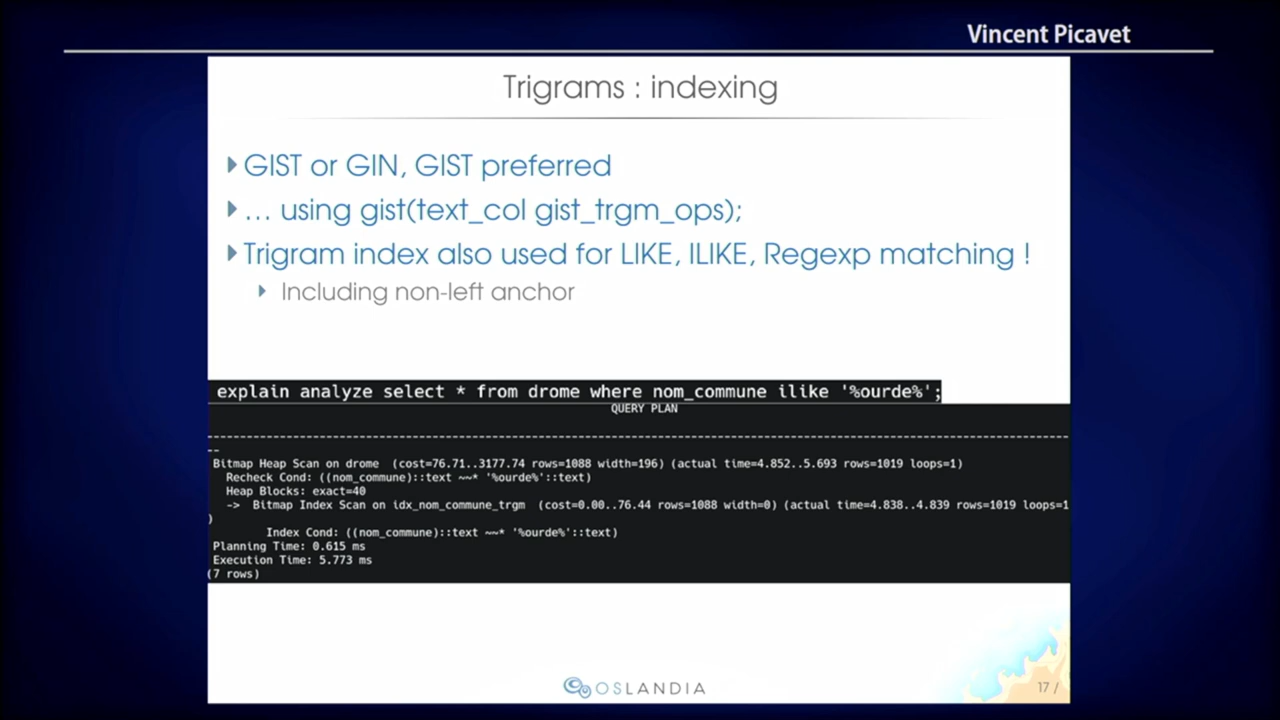 Vincent Picavet
Trigrams : indexing
GIST or GIN, GIST preferred
... using gist(text_col gist_trgm_ops);
Trigram index also used for LIKE, ILIKE, Regexp matching !
Including non-left anchor
explain analyze select * from drome where nom_commune ilike '%ourde%';
QUERY PLAN
--------------------------------------------------------------------------------------------------------------------------------
--
Bitmap Heap Scan on drome (cost=76.71..3177.74 rows=1088 width=196) (actual time=4.852..5.693 rows=1019 loops=1)
Recheck Cond: ((nom_commune)::text ~~* '%ourde%'::text)
Heap Blocks: exact=40
-> Bitmap Index Scan on idx_nom_commune_trgm (cost=0.00..76.44 rows=1088 width=0) (actual time=4.838..4.839 rows=1019 loops=1
)
Index Cond: ((nom_commune)::text ~~* '%ourde%'::text)
Planning Time: 0.615 ms
Execution Time: 5.773 ms
(7 rows)
OSLANDIA
17 /